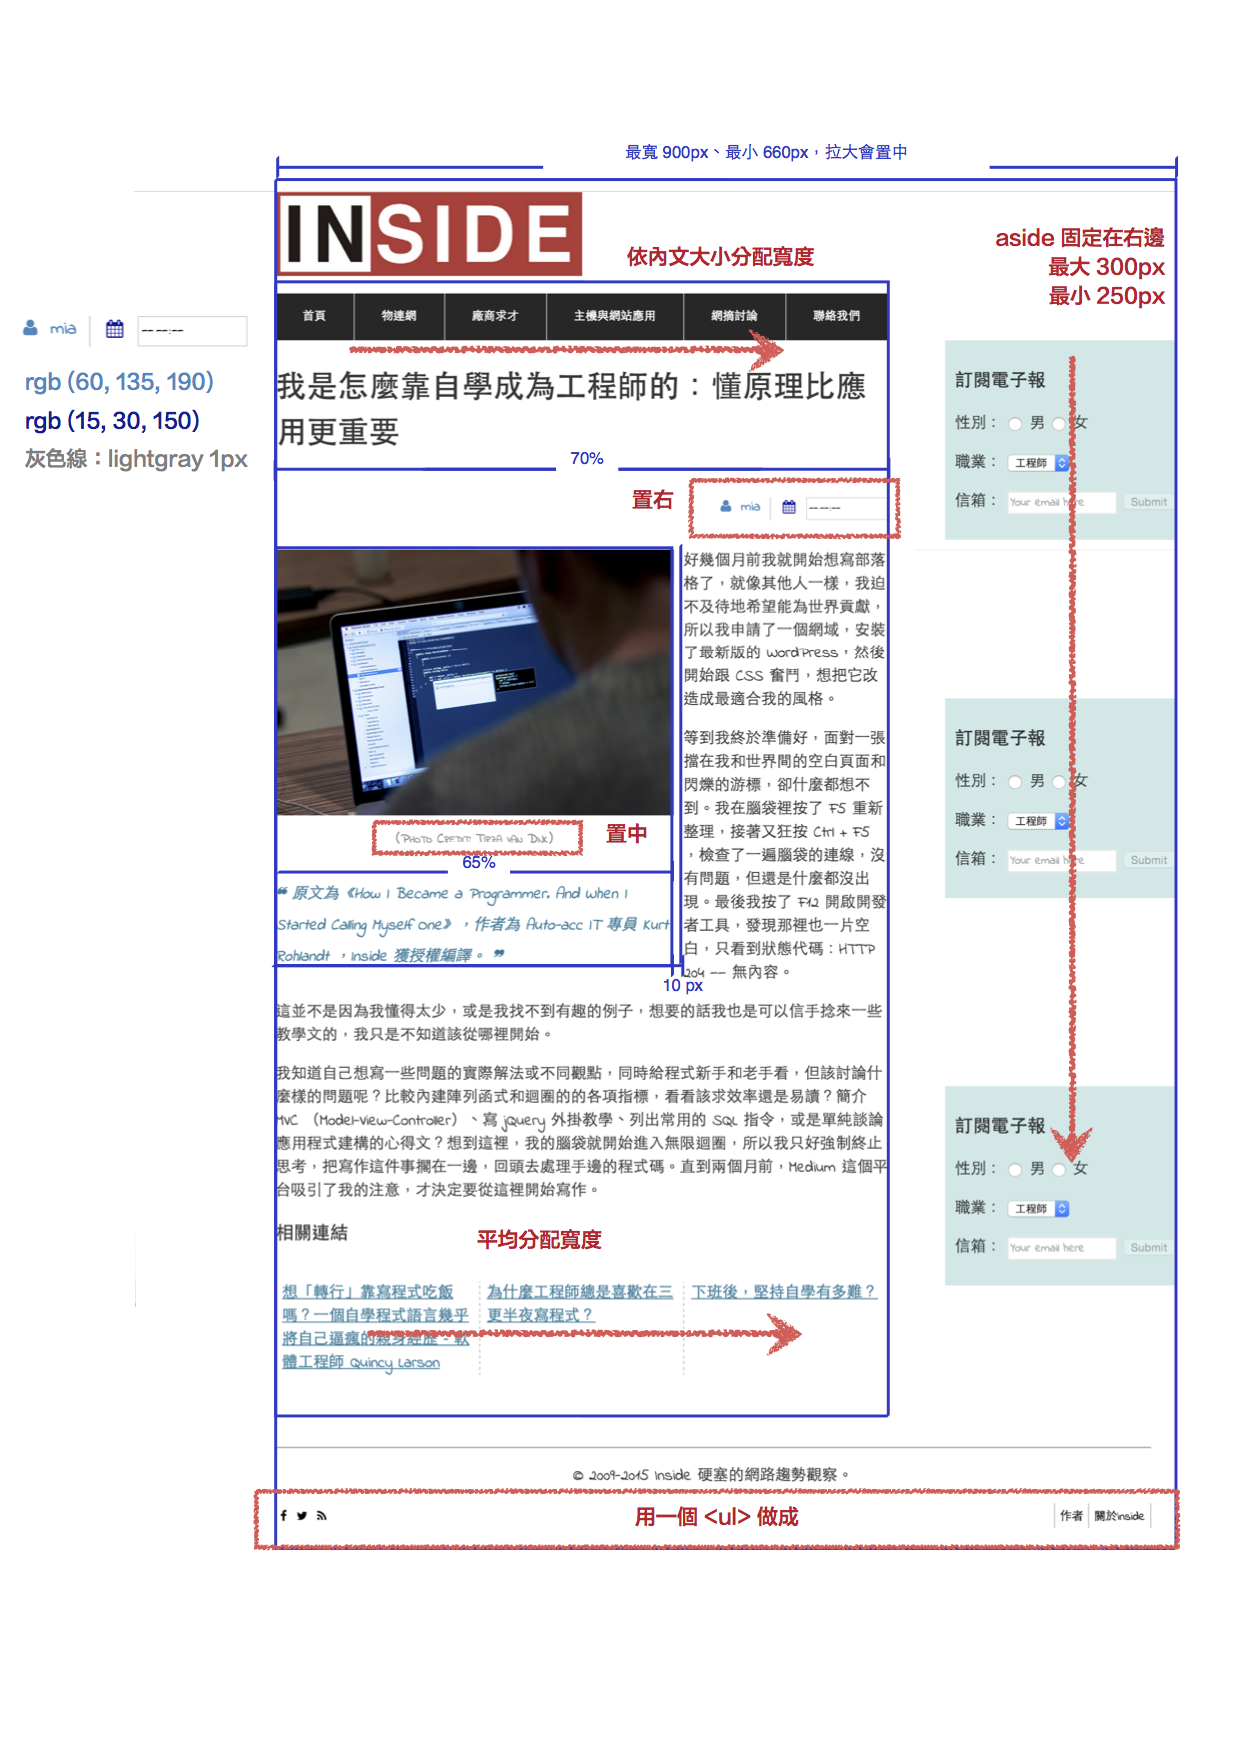 最寬 900px、最小 660px，拉大會置中
INSIDE
依內文大小分配寬度
aside 固定在右邊
最大 300px
最小 250px
首頁
物連網
廠商求才
主機與網站應用
網摘討論
聯絡我們
mia
-- --:--
rgb (60, 135, 190)
rgb (15, 30, 150)
灰色線：lightgray 1px
我是怎麼靠自學成為工程師的：懂原理比應
用更重要
70%
置右
mia
-- --:--
訂閱電子報
性別： 男 女
職業： 工程師
信箱： Your email here Submit
好幾個月前我就開始想寫部落
格了，就像其他人一樣，我迫
不及待地希望能為世界貢獻，
所以我申請了一個網域，安裝
了最新版的 WordPress，然後
開始跟 CSS 奮鬥，想把它改
造成最適合我的風格。
等到我終於準備好，面對一張
擋在我和世界間的空白頁面和
閃爍的游標，卻什麼都想不
到。我在腦袋裡按了 F5 重新
整理，接著又狂按 Ctrl + F5
，檢查了一遍腦袋的連線，沒
有問題，但還是什麼都沒出
現。最後我按了 F12 開啟開發
者工具，發現那裡也一片空
白，只看到狀態代碼：HTTP
204 -- 無內容。
(Photo Credit: Tirza van Dijk)
置中
65%
❝ 原文為《How I Became a Programmer. And when I
Started Calling Myself One》，作者為 Auto-acc IT 專員 Kurt
Rohlandt ，Inside 獲授權編譯。 ❞
10 px
訂閱電子報
性別： 男 女
職業： 工程師
信箱： Your email here Submit
這並不是因為我懂得太少，或是我找不到有趣的例子，想要的話我也是可以信手捻來一些
教學文的，我只是不知道該從哪裡開始。
我知道自己想寫一些問題的實際解法或不同觀點，同時給程式新手和老手看，但該討論什
麼樣的問題呢？比較內建陣列函式和迴圈的的各項指標，看看該求效率還是易讀？簡介
MVC （Model-View-Controller）、寫 jQuery 外掛教學、列出常用的 SQL 指令，或是單純談論
應用程式建構的心得文？想到這裡，我的腦袋就開始進入無限迴圈，所以我只好強制終止
思考，把寫作這件事擱在一邊，回頭去處理手邊的程式碼。直到兩個月前，Medium 這個平
台吸引了我的注意，才決定要從這裡開始寫作。
訂閱電子報
性別： 男 女
職業： 工程師
信箱： Your email here Submit
相關連結
平均分配寬度
想「轉行」靠寫程式吃飯
嗎？一個自學程式語言幾乎
將自己逼瘋的親身經歷 - 軟
體工程師 Quincy Larson
為什麼工程師總是喜歡在三
更半夜寫程式？
下班後，堅持自學有多難？
© 2009-2015 Inside 硬塞的網路趨勢觀察。
用一個 <ul> 做成
作者
關於Inside